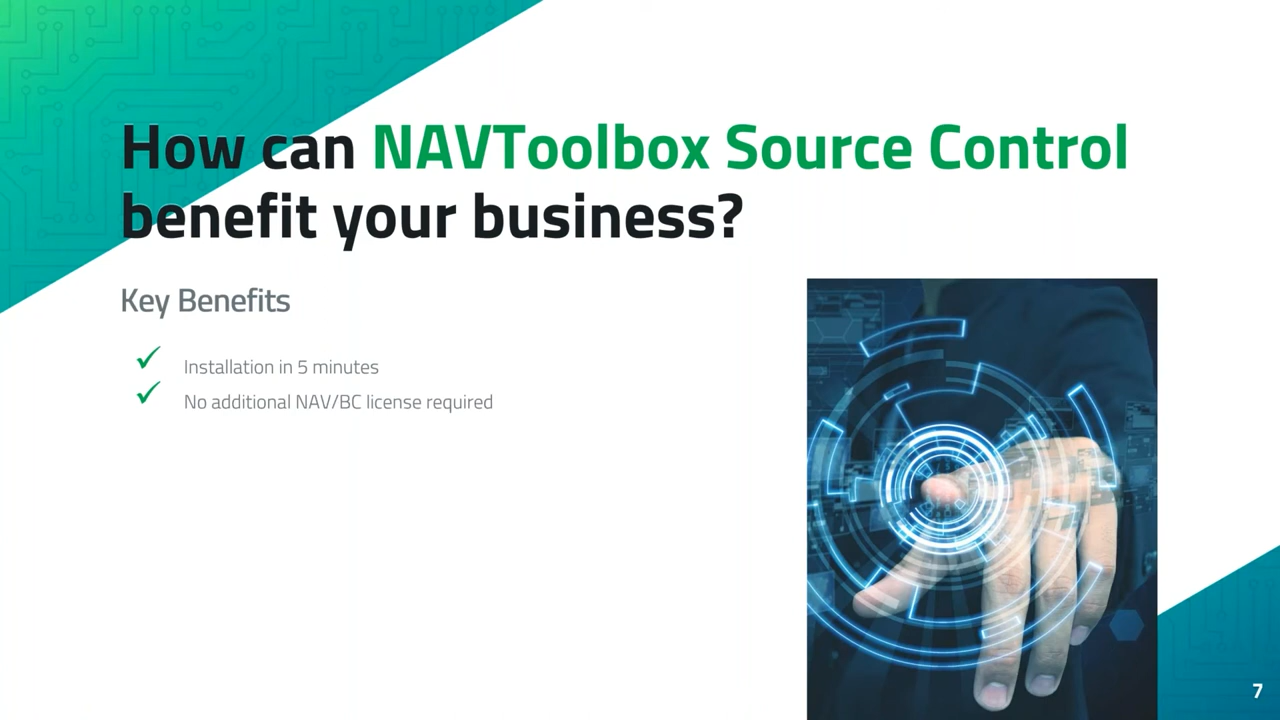 How can NAVToolbox Source Control
benefit your business?
Key Benefits
Installation in 5 minutes
No additional NAV/BC license required
7